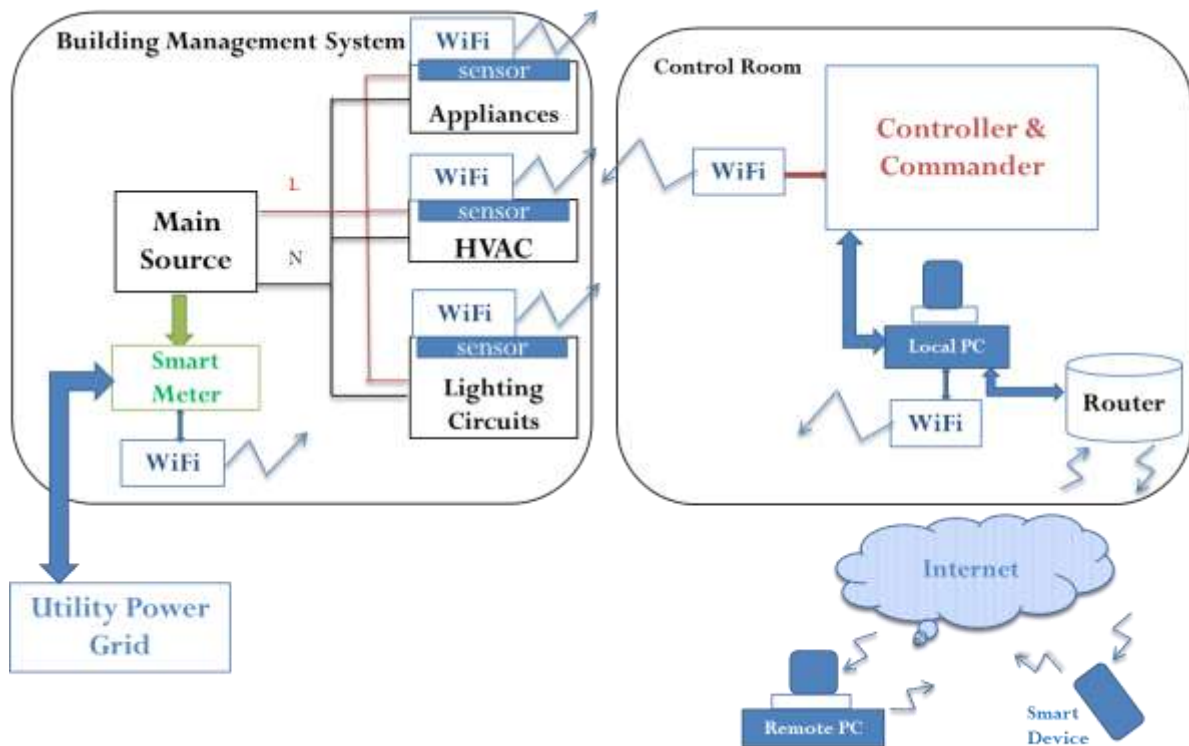 Building Management System
WiFi
sensor
Appliances
WiFi
sensor
HVAC
WiFi
sensor
Lighting
Circuits
L
N
Main
Source
Smart
Meter
WiFi
Utility Power
Grid
Control Room
Controller &
Commander
WiFi
Local PC
WiFi
Router
Internet
Remote PC
Smart
Device